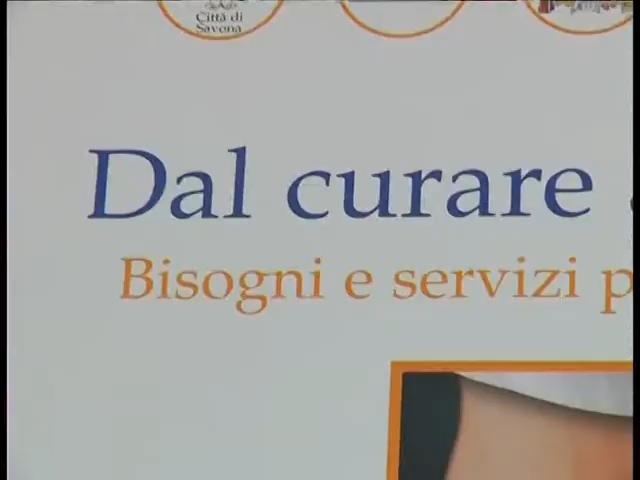 Città di
Savona
Dal curare
Bisogni e servizi p